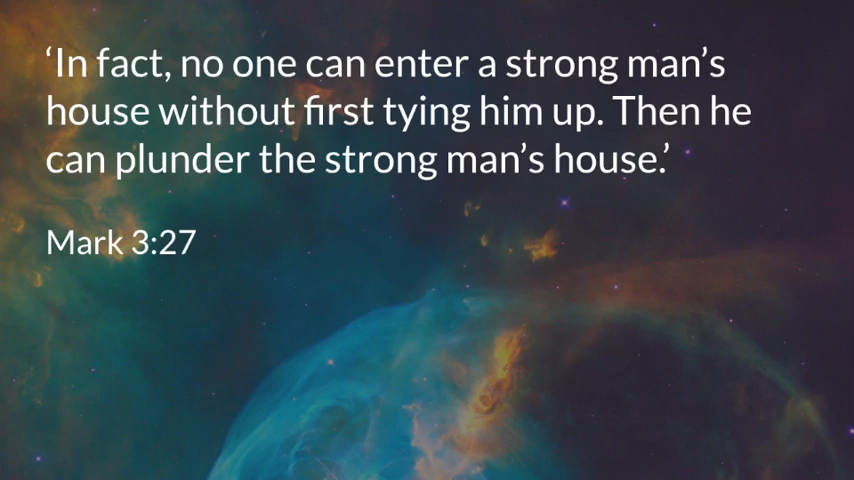 ‘In fact, no one can enter a strong man’s
house without first tying him up. Then he
can plunder the strong man’s house.’
Mark 3:27